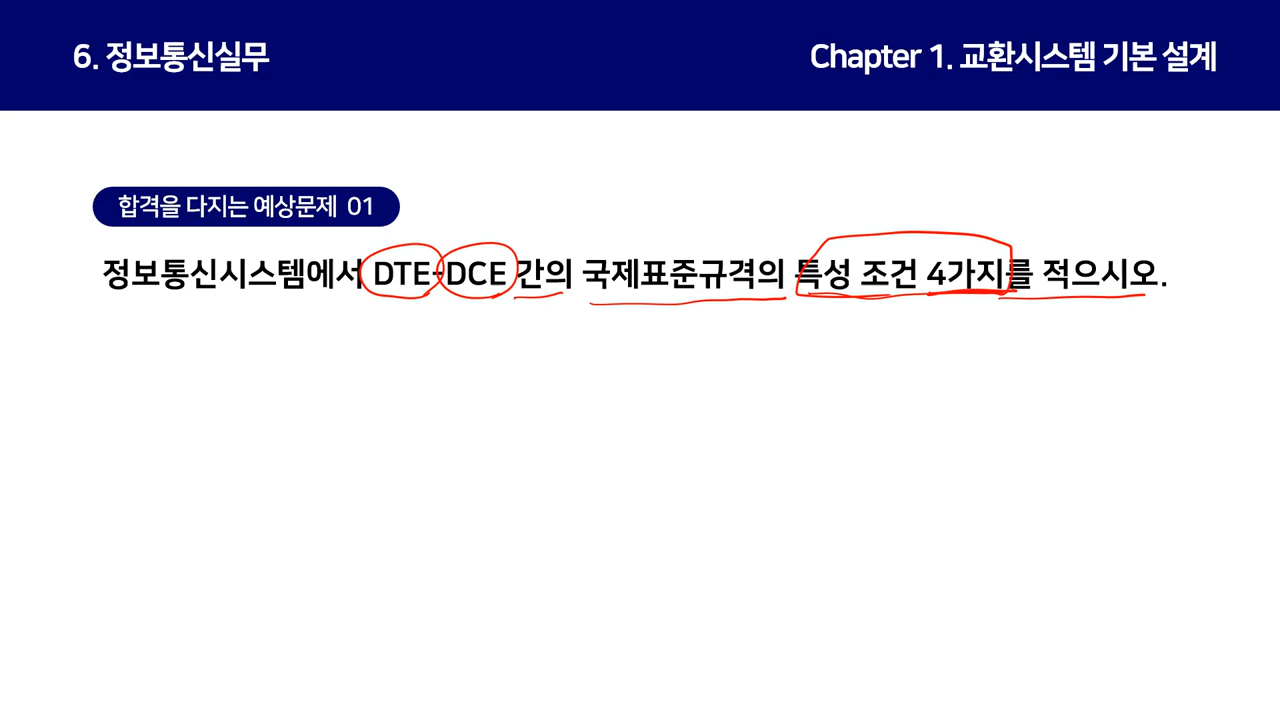 6. 정보통신실무
Chapter 1. 교환시스템 기본 설계
합격을 다지는 예상문제 01
정보통신시스템에서 DTE-DCE 간의 국제표준규격의 특성 조건 4가지를 적으시오.